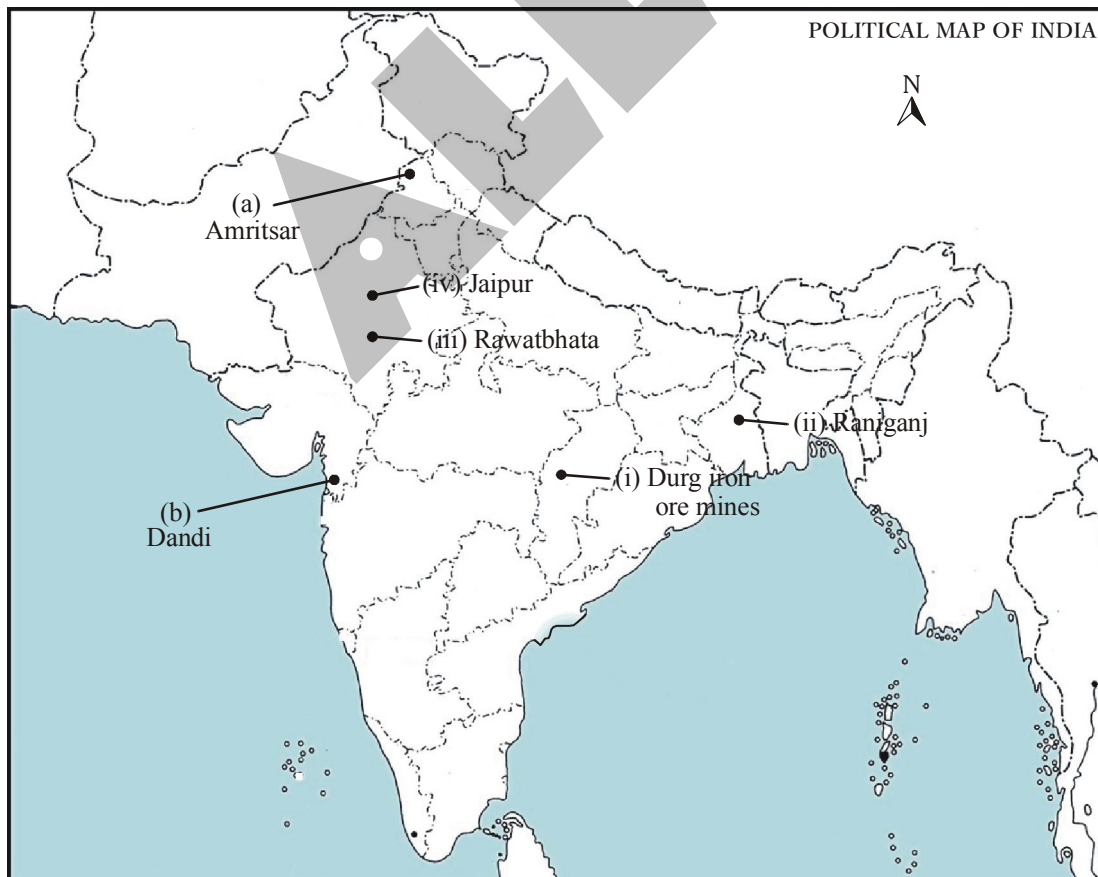 POLITICAL MAP OF INDIA
N
(a)
Amritsar
(iv) Jaipur
(iii) Rawatbhata
(ii) Raniganj
(i) Durg iron
ore mines
(b)
Dandi